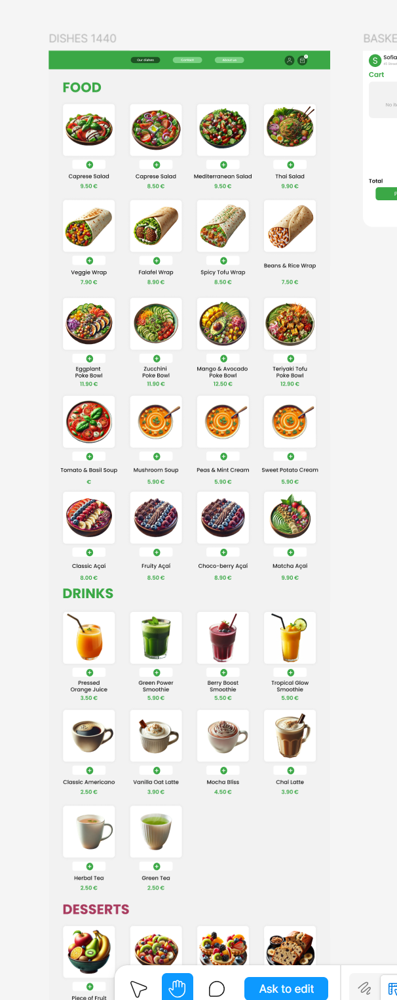 DISHES 1440
BASKE
Our dishes
Contact
About us
S
Sofia
Cart
No it
Total
P
FOOD
Caprese Salad
Caprese Salad
Mediterranean Salad
Thai Salad
9.50 €
8.50 €
9.50 €
9.90 €
Veggie Wrap
Falafel Wrap
Spicy Tofu Wrap
Beans & Rice Wrap
7.90 €
8.90 €
8.50 €
7.50 €
Eggplant
Poke Bowl
Zucchini
Poke Bowl
Mango & Avocado
Poke Bowl
Teriyaki Tofu
Poke Bowl
11.90 €
11.90 €
12.50 €
12.90 €
Tomato & Basil Soup
Mushroom Soup
Peas & Mint Cream
Sweet Potato Cream
€
5.90 €
5.90 €
5.90 €
Classic Açaí
Fruity Açaí
Choco-berry Açaí
Matcha Açaí
8.00 €
8.50 €
8.90 €
9.90 €
DRINKS
Pressed
Orange Juice
Green Power
Smoothie
Berry Boost
Smoothie
Tropical Glow
Smoothie
3.50 €
5.90 €
5.50 €
5.90 €
Classic Americano
Vanilla Oat Latte
Mocha Bliss
Chai Latte
2.50 €
3.90 €
4.50 €
3.90 €
Herbal Tea
Green Tea
2.50 €
2.50 €
DESSERTS
Piece of Fruit
Ask to edit